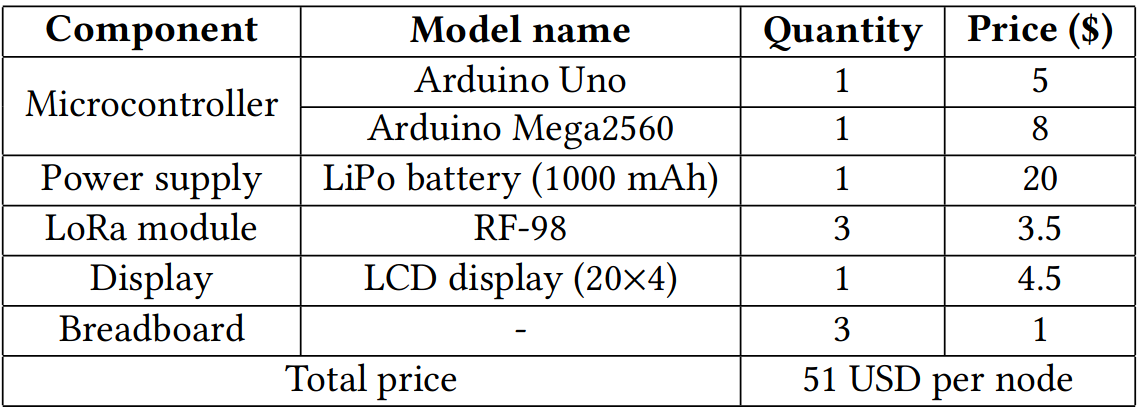 Component Model name Quantity Price ($)
Microcontroller Arduino Uno 1 5
Arduino Mega2560 1 8
Power supply LiPo battery (1000 mAh) 1 20
LoRa module RF-98 3 3.5
Display LCD display (20×4) 1 4.5
Breadboard - 3 1
Total price 51 USD per node